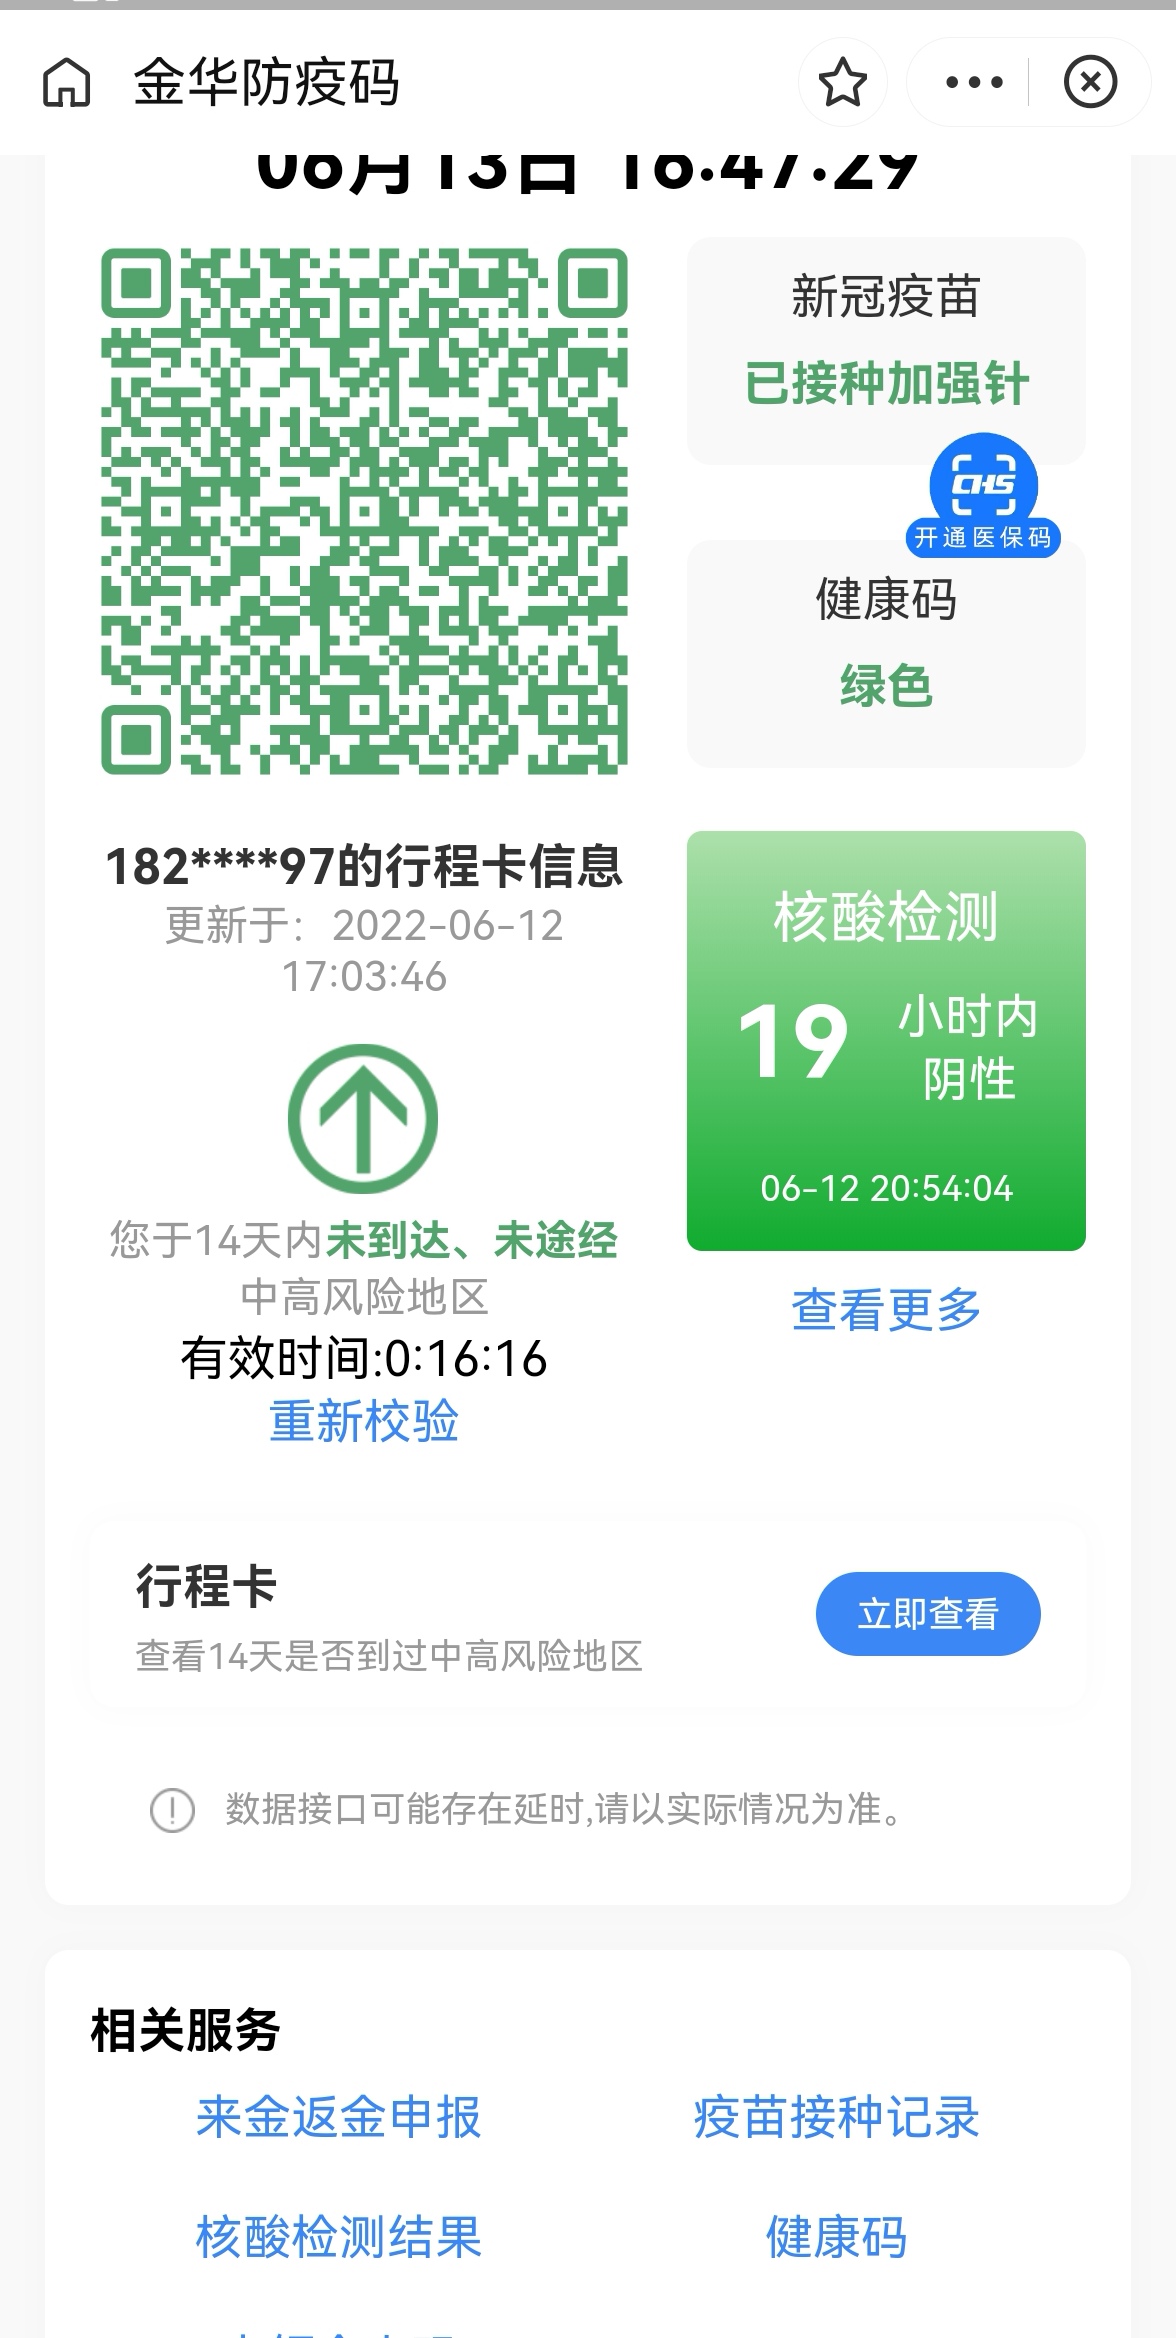 金华防疫码
06月13日 16:47:29
新冠疫苗
已接种加强针
CHS
开通医保码
健康码
绿色
182****97的行程卡信息
更新于：2022-06-12
17:03:46
您于14天内未到达、未途经
中高风险地区
有效时间:0:16:16
重新校验
核酸检测
19 小时内
阴性
06-12 20:54:04
查看更多
行程卡
查看14天是否到过中高风险地区
立即查看
数据接口可能存在延时,请以实际情况为准。
相关服务
来金返金申报
疫苗接种记录
核酸检测结果
健康码